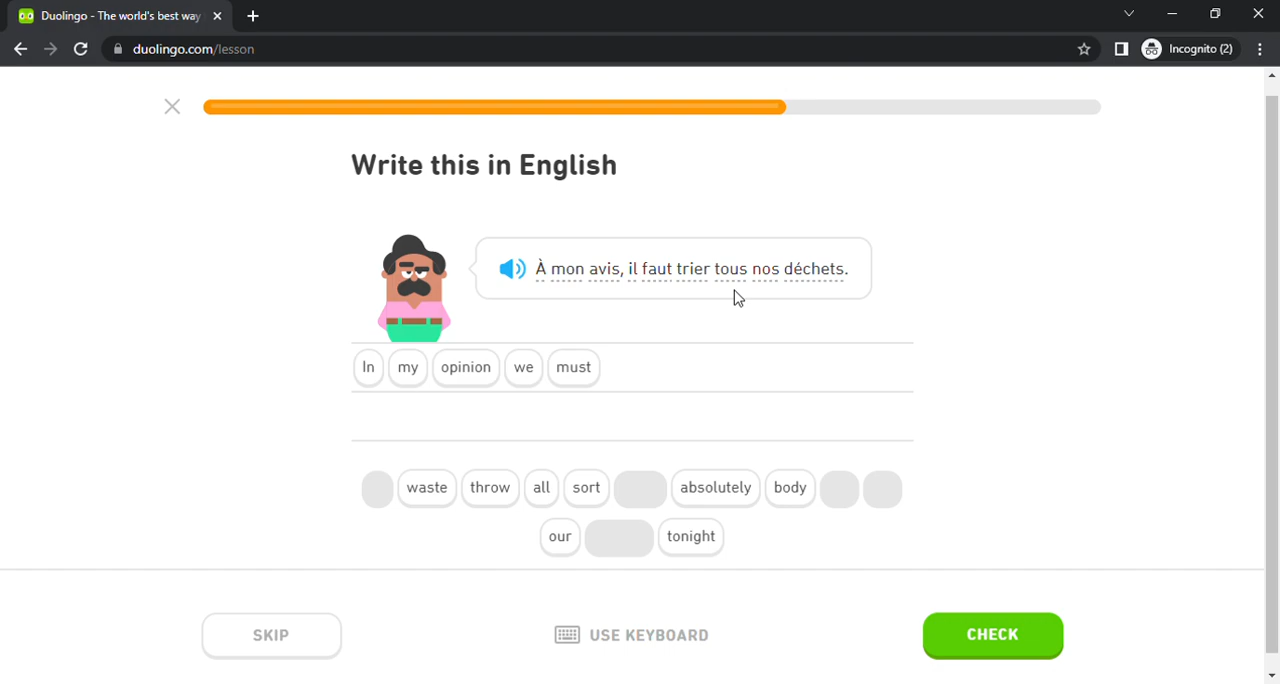 Duolingo - The world's best way
duolingo.com/lesson
Incognito (2)
Write this in English
À mon avis, il faut trier tous nos déchets.
In my opinion we must
waste throw all sort absolutely body
our tonight
SKIP USE KEYBOARD CHECK